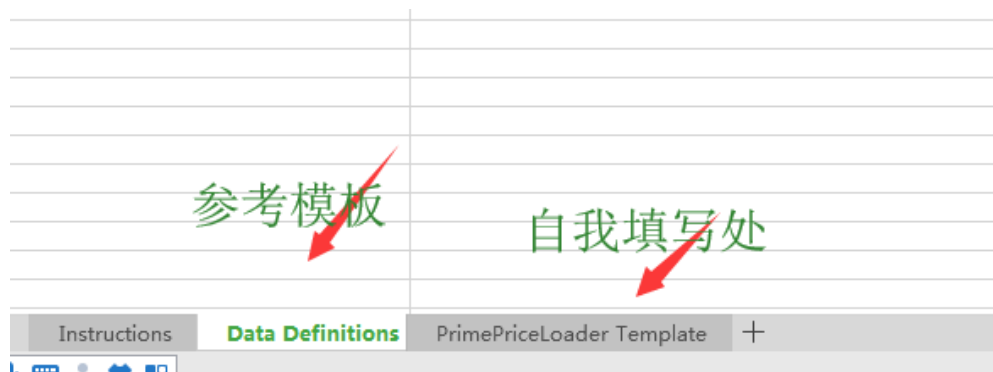 参考模板
自我填写处
Instructions Data Definitions PrimePriceLoader Template